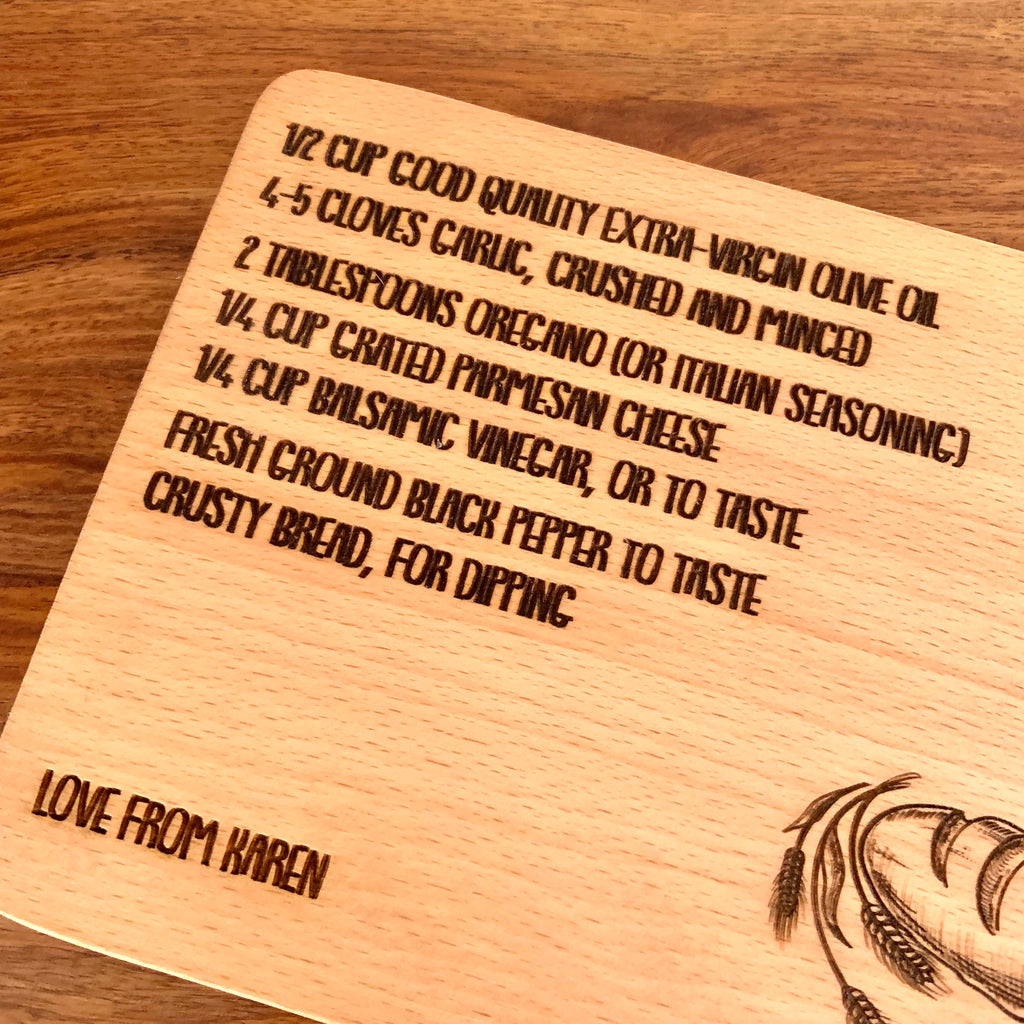 1/2 CUP GOOD QUALITY EXTRA-VIRGIN OLIVE OIL
4-5 CLOVES GARLIC, CRUSHED AND MINCED
2 TABLESPOONS OREGANO (OR ITALIAN SEASONING)
1/4 CUP GRATED PARMESAN CHEESE
1/4 CUP BALSAMIC VINEGAR, OR TO TASTE
FRESH GROUND BLACK PEPPER TO TASTE
CRUSTY BREAD, FOR DIPPING
LOVE FROM KAREN